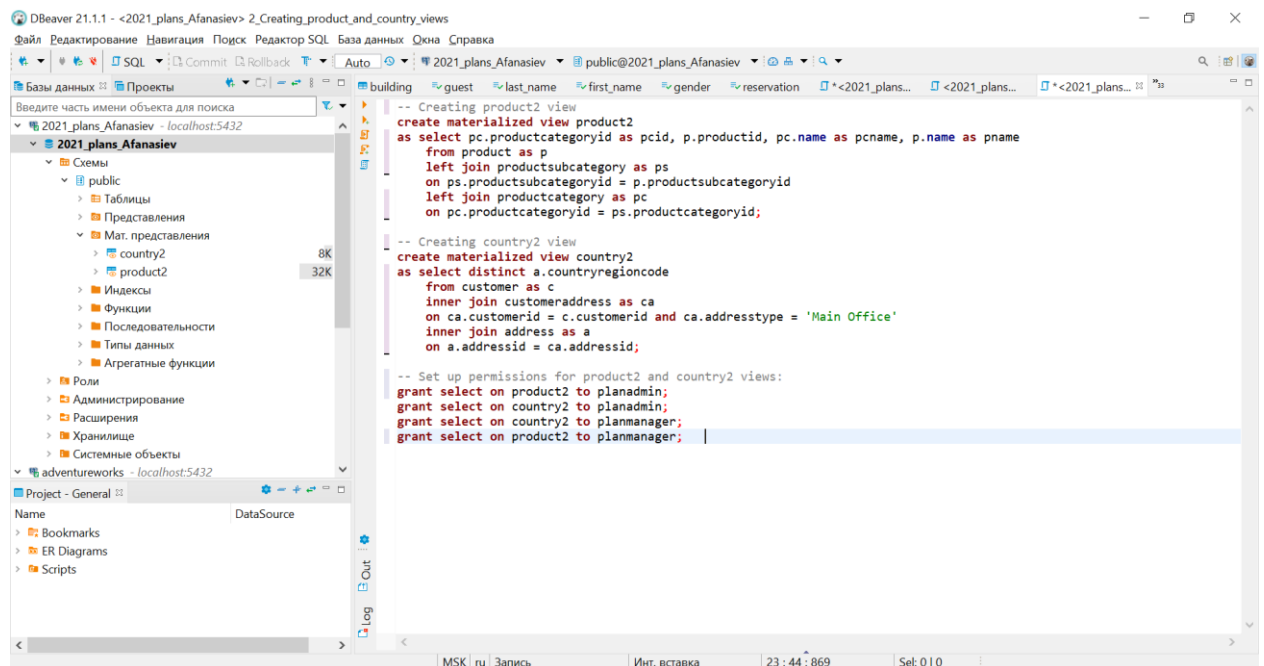 DBeaver 21.1.1 - <2021_plans_Afanasiev> 2_Creating_product_and_country_views
Файл Редактирование Навигация Поиск Редактор SQL База данных Окна Справка
SQL Commit Rollback Auto 2021_plans_Afanasiev public@2021_plans_Afanasiev
Базы данных Проекты
Введите часть имени объекта для поиска
2021_plans_Afanasiev - localhost:5432
2021_plans_Afanasiev
Схемы
public
Таблицы
Представления
Мат. представления
country2 8K
product2 32K
Индексы
Функции
Последовательности
Типы данных
Агрегатные функции
Роли
Администрирование
Расширения
Хранилище
Системные объекты
adventureworks - localhost:5432
Project - General
Name DataSource
Bookmarks
ER Diagrams
Scripts
building guest last_name first_name gender reservation *<2021_plans... <2021_plans... *<2021_plans... »33
-- Creating product2 view
create materialized view product2
as select pc.productcategoryid as pcid, p.productid, pc.name as pcname, p.name as pname
from product as p
left join productsubcategory as ps
on ps.productsubcategoryid = p.productsubcategoryid
left join productcategory as pc
on pc.productcategoryid = ps.productcategoryid;
-- Creating country2 view
create materialized view country2
as select distinct a.countryregioncode
from customer as c
inner join customeraddress as ca
on ca.customerid = c.customerid and ca.addresstype = 'Main Office'
inner join address as a
on a.addressid = ca.addressid;
-- Set up permissions for product2 and country2 views:
grant select on product2 to planadmin;
grant select on country2 to planadmin;
grant select on country2 to planmanager;
grant select on product2 to planmanager;
Out
Log
MSK ru Запись Инт. вставка 23 : 44 : 869 Sel: 0 | 0